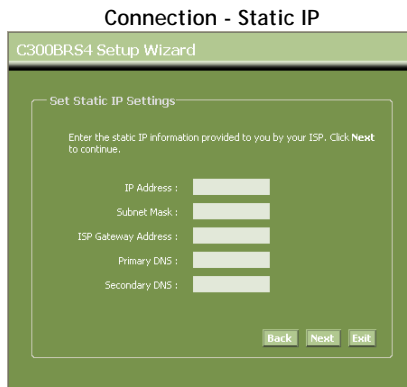 Connection - Static IP
C300BRS4 Setup Wizard
Set Static IP Settings
Enter the static IP information provided to you by your ISP. Click Next
to continue.
IP Address :
Subnet Mask :
ISP Gateway Address :
Primary DNS :
Secondary DNS :
Back Next Exit